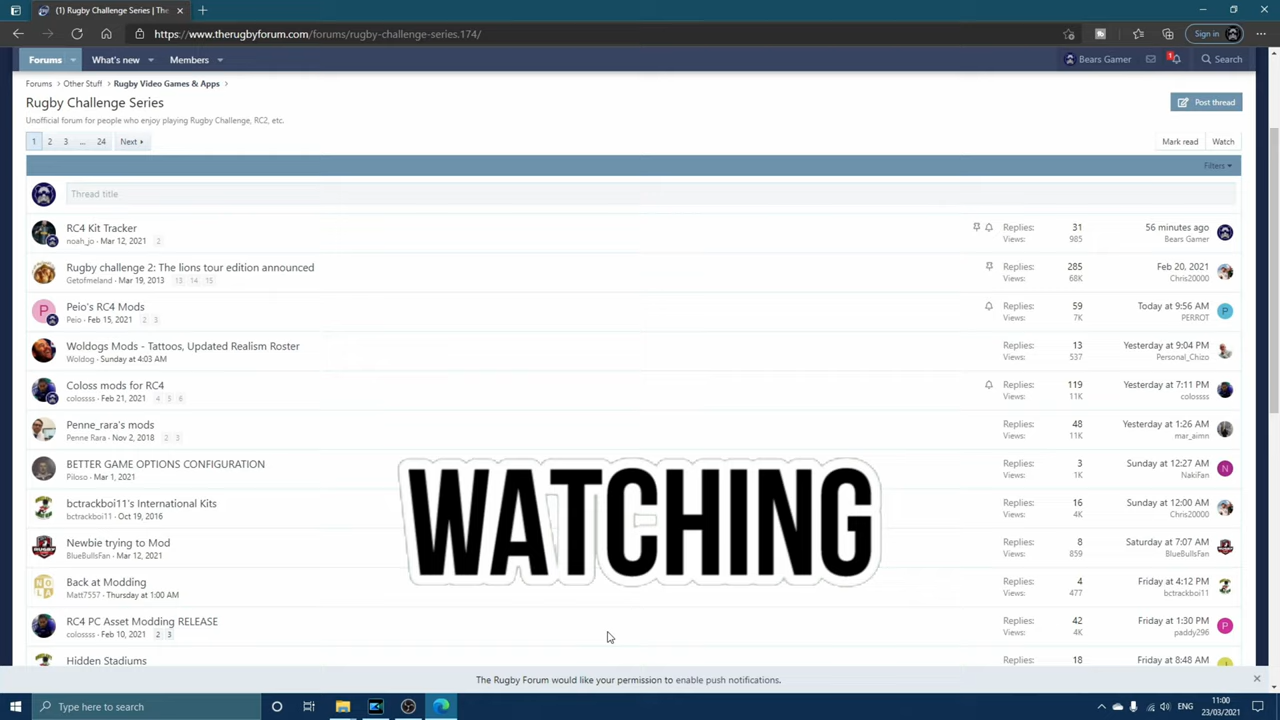 (1) Rugby Challenge Series | The
https://www.therugbyforum.com/forums/rugby-challenge-series.174/
Sign in
Forums What's new Members Bears Gamer 1 Search
Forums Other Stuff Rugby Video Games & Apps
Rugby Challenge Series
Post thread
Unofficial forum for people who enjoy playing Rugby Challenge, RC2, etc.
1 2 3 ... 24 Next Mark read Watch
Filters
Thread title
RC4 Kit Tracker Replies: 31 56 minutes ago
noah_jo · Mar 12, 2021 2 Views: 985 Bears Gamer
Rugby challenge 2: The lions tour edition announced Replies: 285 Feb 20, 2021
Getofmeland · Mar 19, 2013 13 14 15 Views: 68K Chris20000
P Peio's RC4 Mods Replies: 59 Today at 9:56 AM P
Peio · Feb 15, 2021 2 3 Views: 7K PERROT
Woldogs Mods - Tattoos, Updated Realism Roster Replies: 13 Yesterday at 9:04 PM
Woldog · Sunday at 4:03 AM Views: 537 Personal_Chizo
Coloss mods for RC4 Replies: 119 Yesterday at 7:11 PM
colossss · Feb 21, 2021 4 5 6 Views: 11K colossss
Penne_rara's mods Replies: 48 Yesterday at 1:26 AM
Penne Rara · Nov 2, 2018 2 3 Views: 11K mar_aimn
BETTER GAME OPTIONS CONFIGURATION Replies: 3 Sunday at 12:27 AM N
Piloso · Mar 1, 2021 Views: 1K NakiFan
bctrackboi11's International Kits Replies: 16 Sunday at 12:00 AM
bctrackboi11 · Oct 19, 2016 Views: 4K Chris20000
WATCHING
Newbie trying to Mod Replies: 8 Saturday at 7:07 AM
BlueBullsFan · Mar 12, 2021 Views: 859 BlueBullsFan
NOLA Back at Modding Replies: 4 Friday at 4:12 PM
Matt7557 · Thursday at 1:00 AM Views: 477 bctrackboi11
RC4 PC Asset Modding RELEASE Replies: 42 Friday at 1:30 PM P
colossss · Feb 10, 2021 2 3 Views: 4K paddy296
Hidden Stadiums Replies: 18 Friday at 8:48 AM
The Rugby Forum would like your permission to enable push notifications.
Type here to search ENG 11:00
23/03/2021